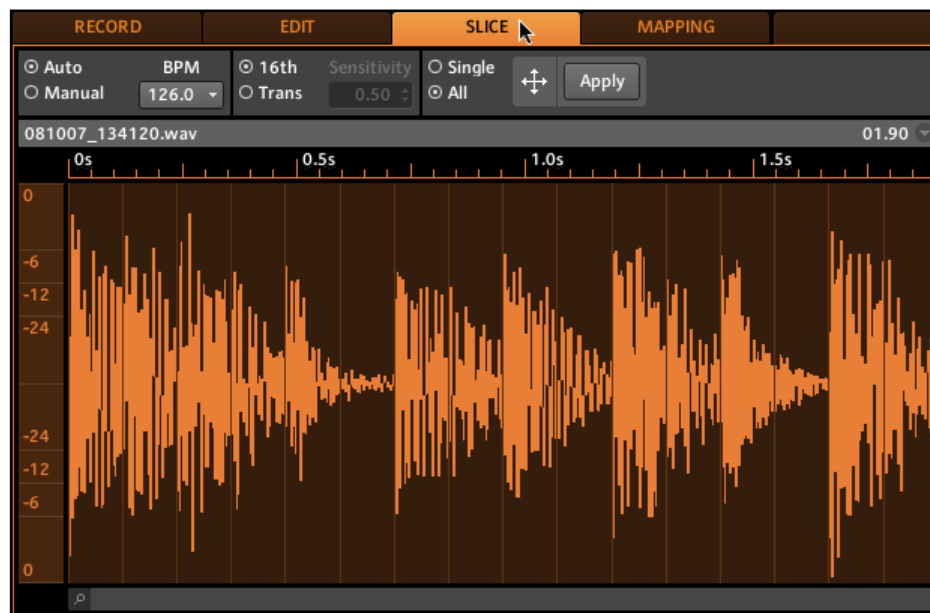 RECORD EDIT SLICE MAPPING
Auto BPM 16th Sensitivity Single
Manual 126.0 Trans 0.50 All Apply
081007_134120.wav 01.90
0s 0.5s 1.0s 1.5s
0
-6
-12
-24
-24
-12
-6
0